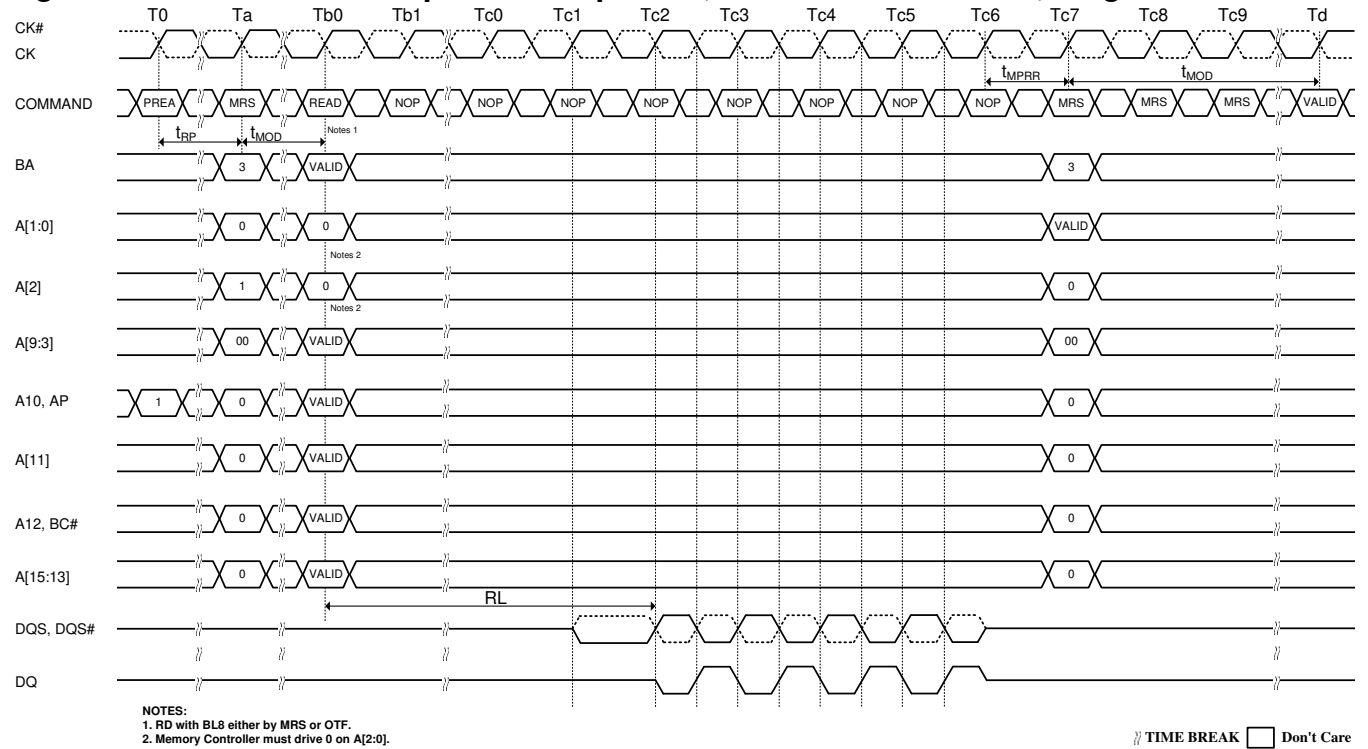 T0 Ta Tb0 Tb1 Tc0 Tc1 Tc2 Tc3 Tc4 Tc5 Tc6 Tc7 Tc8 Tc9 Td
CK#
CK
tMPRR tMOD
COMMAND PREA MRS READ NOP NOP NOP NOP NOP NOP NOP NOP MRS MRS MRS VALID
tRP tMOD Notes 1
BA 3 VALID 3
A[1:0] 0 0 VALID
Notes 2
A[2] 1 0 0
Notes 2
A[9:3] 00 VALID 00
A10, AP 1 0 VALID 0
A[11] 0 VALID 0
A12, BC# 0 VALID 0
A[15:13] 0 VALID 0
RL
DQS, DQS#
DQ
NOTES:
1. RD with BL8 either by MRS or OTF.
2. Memory Controller must drive 0 on A[2:0].
TIME BREAK Don't Care